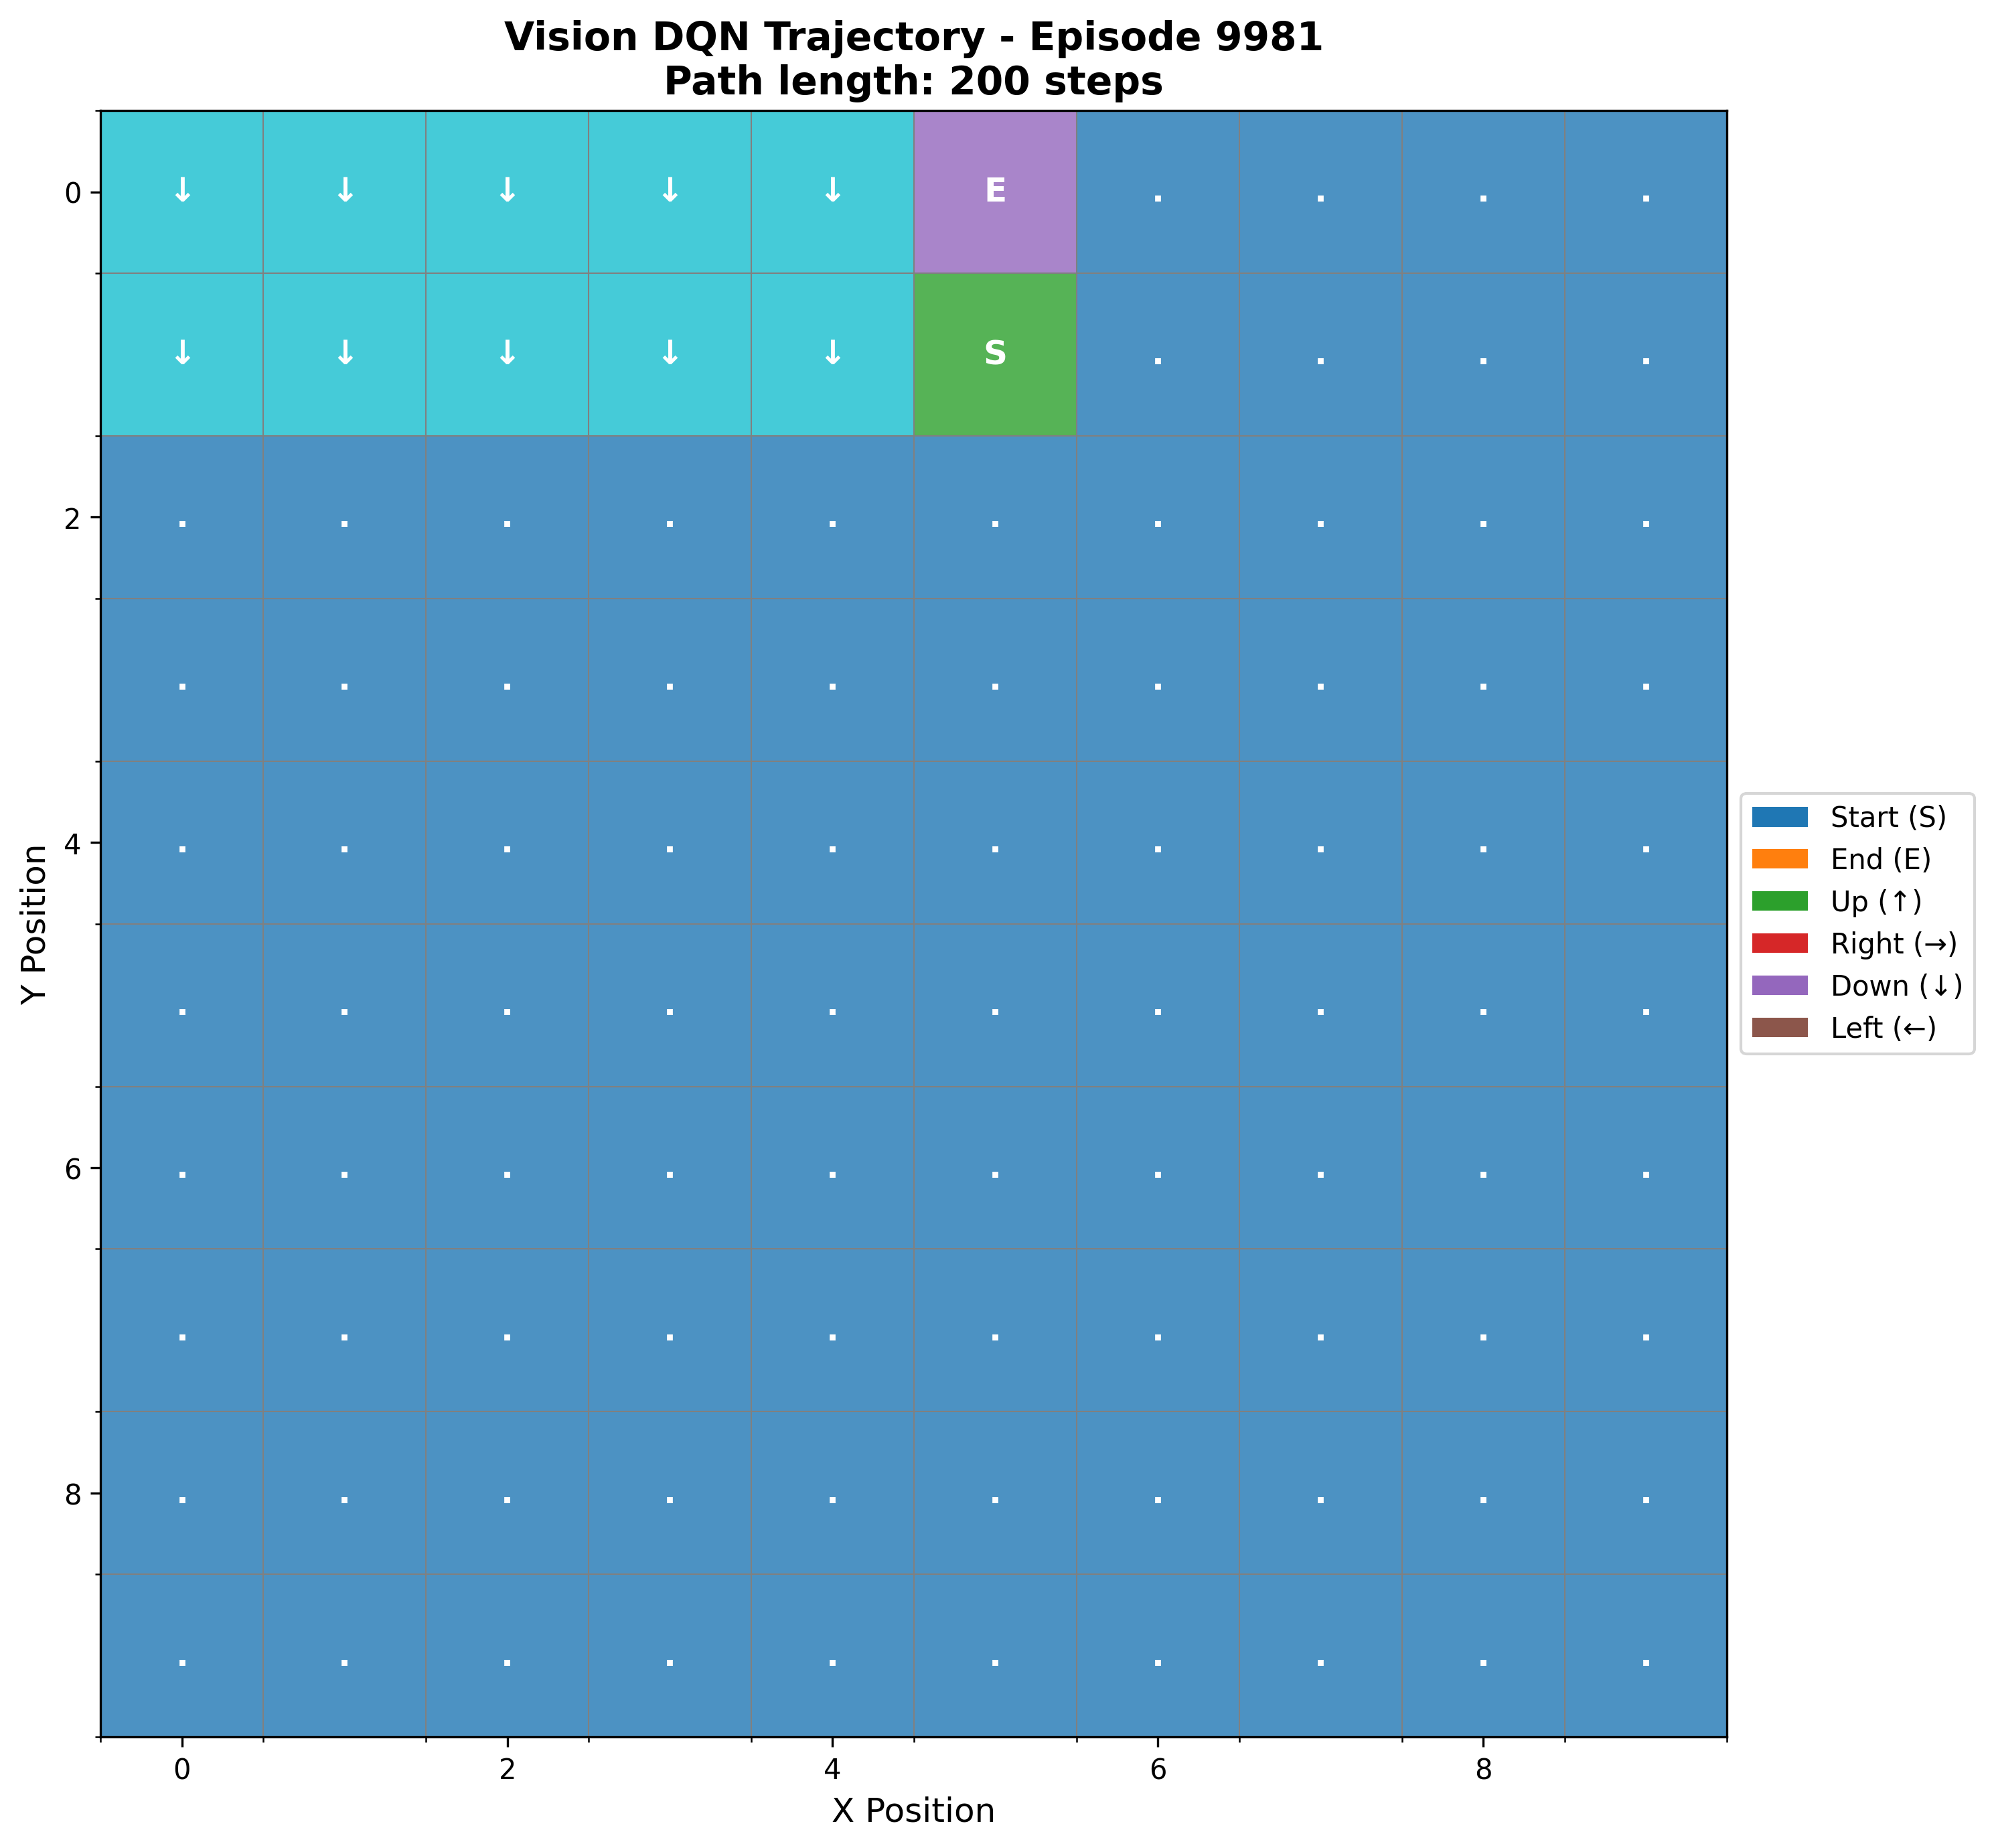 Vision DQN Trajectory - Episode 9981
Path length: 200 steps
0 ↓ ↓ ↓ ↓ ↓ E . . . .
↓ ↓ ↓ ↓ ↓ S . . . .
2 . . . . . . . . . .
. . . . . . . . . .
4 . . . . . . . . . .
. . . . . . . . . .
6 . . . . . . . . . .
. . . . . . . . . .
8 . . . . . . . . . .
. . . . . . . . . .
0 2 4 6 8
X Position
Y Position
Start (S)
End (E)
Up (↑)
Right (→)
Down (↓)
Left (←)